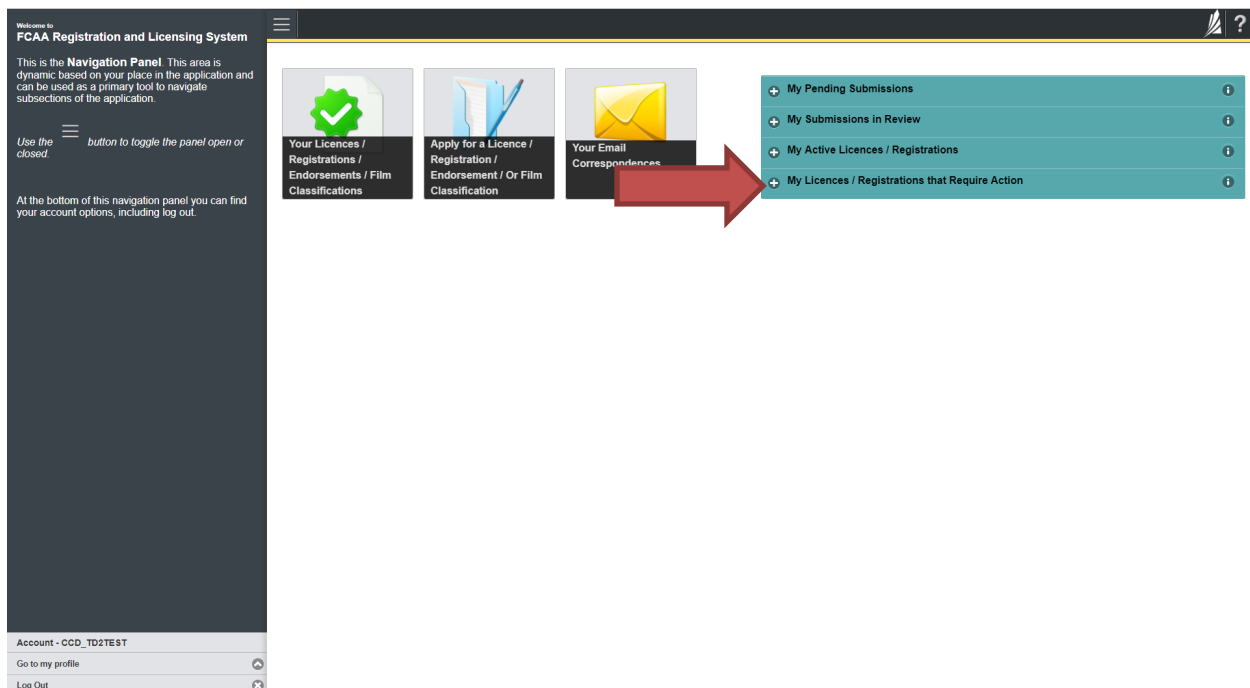 Welcome to
FCAA Registration and Licensing System
This is the Navigation Panel. This area is
dynamic based on your place in the application and
can be used as a primary tool to navigate
subsections of the application.
Use the button to toggle the panel open or
closed.
At the bottom of this navigation panel you can find
your account options, including log out.
Account - CCD_TD2TEST
Go to my profile
Log Out
?
Your Licences /
Registrations /
Endorsements / Film
Classifications
Apply for a Licence /
Registration /
Endorsement / Or Film
Classification
Your Email
Correspondences
My Pending Submissions
My Submissions in Review
My Active Licences / Registrations
My Licences / Registrations that Require Action